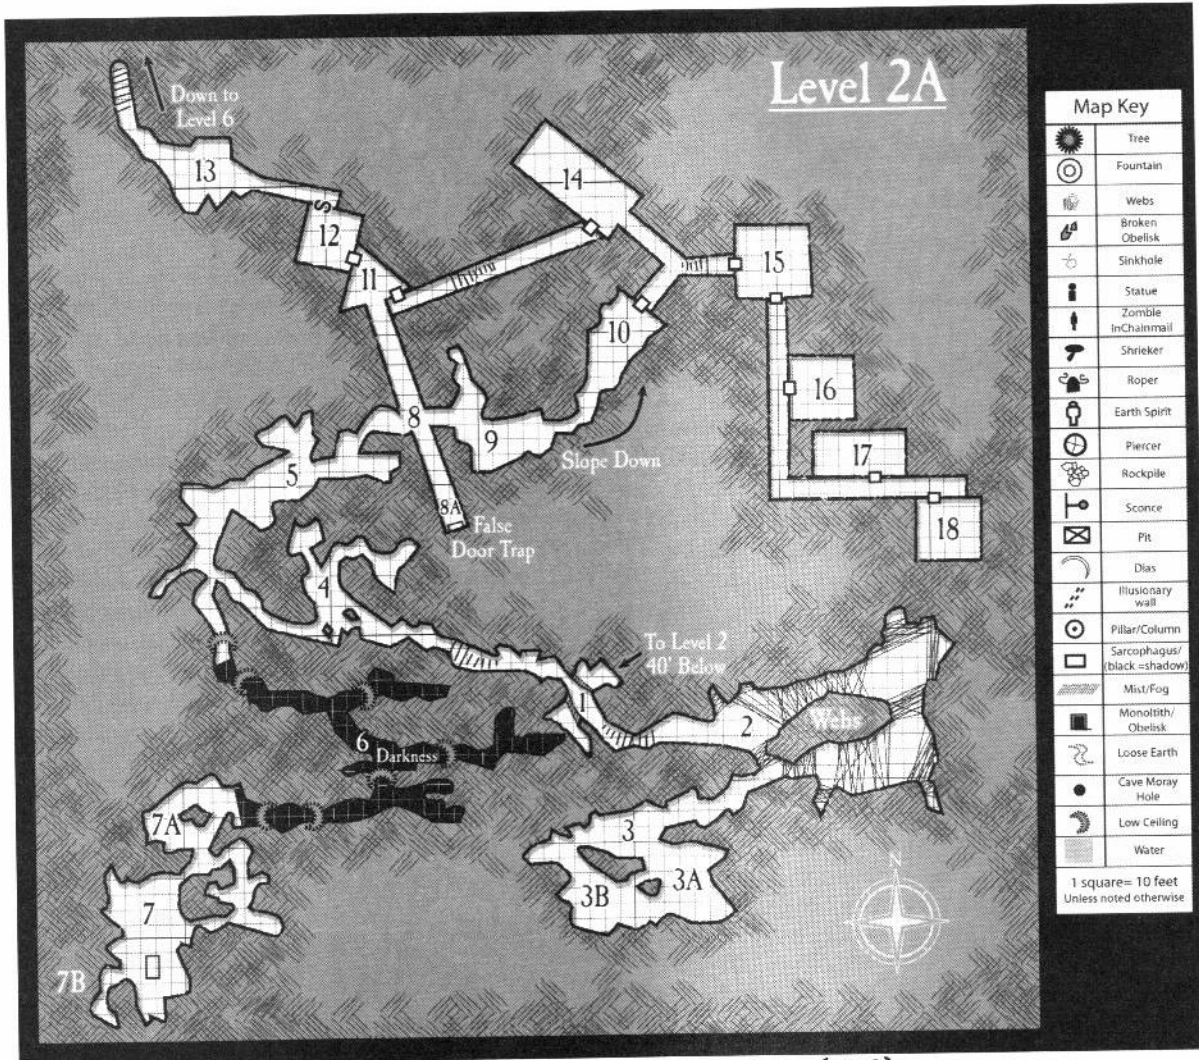 Level 2A
Down to
Level 6
13
14
12
11
15
10
16
8
9
Slope Down
5
17
8A
False
Door Trap
18
4
To Level 2
40' Below
1
2
Webs
6
Darkness
7A
3
3A
3B
7
7B
N
Map Key
Tree
Fountain
Webs
Broken
Obelisk
Sinkhole
Statue
Zombie
InChainmail
Shrieker
Roper
Earth Spirit
Piercer
Rockpile
Sconce
Pit
Dias
Illusionary
wall
Pillar/Column
Sarcophagus/
(black =shadow)
Mist/Fog
Monoltith/
Obelisk
Loose Earth
Cave Moray
Hole
Low Ceiling
Water
1 square= 10 feet
Unless noted otherwise
S